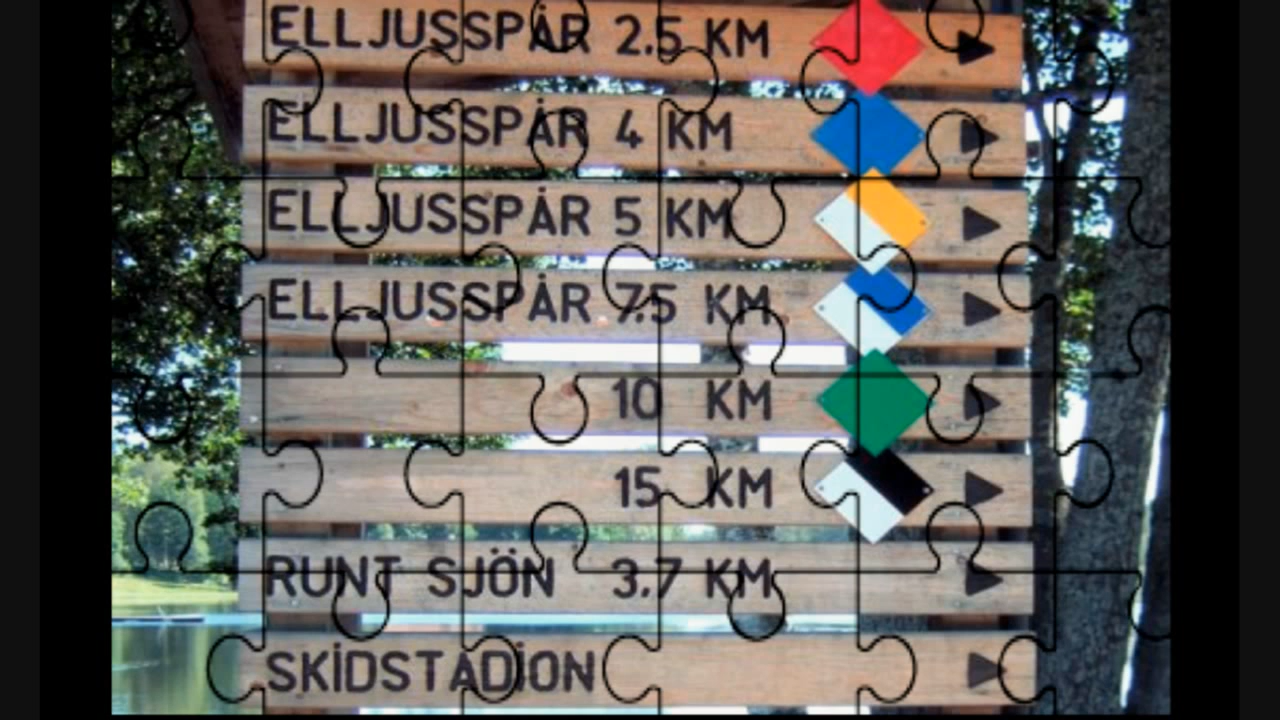 ELLJUSSPÅR 2.5 KM
ELLJUSSPÅR 4 KM
ELLJUSSPÅR 5 KM
ELLJUSSPÅR 7.5 KM
10 KM
15 KM
RUNT SJÖN 3.7 KM
SKIDSTADION